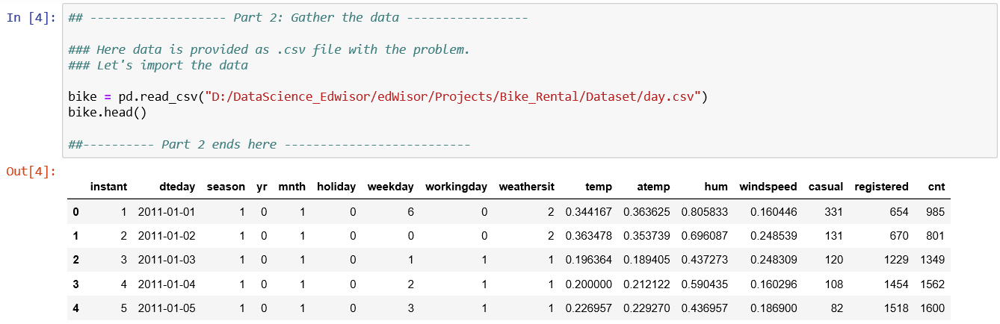 In [4]: ## ------------------- Part 2: Gather the data -----------------
### Here data is provided as .csv file with the problem.
### Let's import the data
bike = pd.read_csv("D:/DataScience_Edwisor/edWisor/Projects/Bike_Rental/Dataset/day.csv")
bike.head()
##---------- Part 2 ends here --------------------------
Out[4]:
instant dteday season yr mnth holiday weekday workingday weathersit temp atemp hum windspeed casual registered cnt
0 1 2011-01-01 1 0 1 0 6 0 2 0.344167 0.363625 0.805833 0.160446 331 654 985
1 2 2011-01-02 1 0 1 0 0 0 2 0.363478 0.353739 0.696087 0.248539 131 670 801
2 3 2011-01-03 1 0 1 0 1 1 1 0.196364 0.189405 0.437273 0.248309 120 1229 1349
3 4 2011-01-04 1 0 1 0 2 1 1 0.200000 0.212122 0.590435 0.160296 108 1454 1562
4 5 2011-01-05 1 0 1 0 3 1 1 0.226957 0.229270 0.436957 0.186900 82 1518 1600